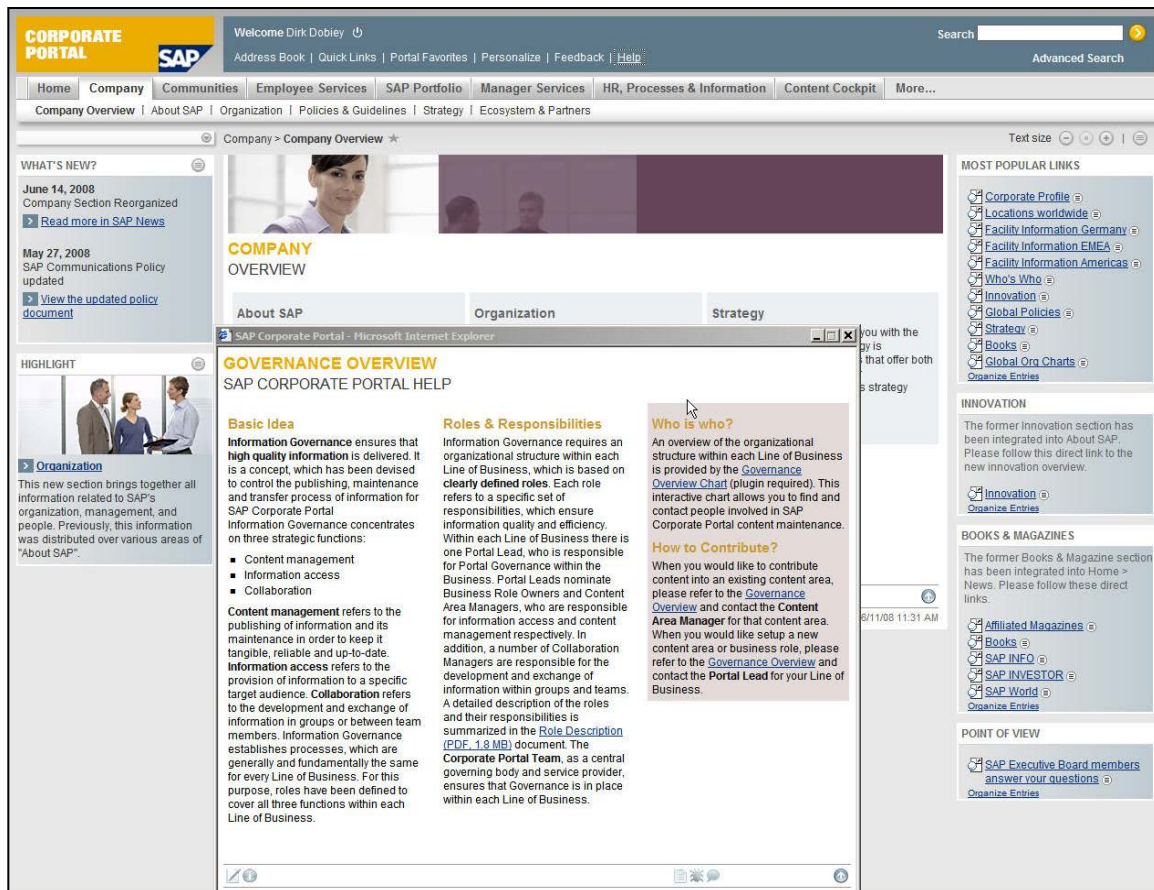 CORPORATE
PORTAL
SAP
Welcome Dirk Dobiey
Address Book | Quick Links | Portal Favorites | Personalize | Feedback | Help
Search
Advanced Search
Home Company Communities Employee Services SAP Portfolio Manager Services HR, Processes & Information Content Cockpit More...
Company Overview | About SAP | Organization | Policies & Guidelines | Strategy | Ecosystem & Partners
Company > Company Overview
Text size
WHAT'S NEW?
June 14, 2008
Company Section Reorganized
Read more in SAP News
May 27, 2008
SAP Communications Policy
updated
View the updated policy
document
HIGHLIGHT
Organization
This new section brings together all
information related to SAP's
organization, management, and
people. Previously, this information
was distributed over various areas of
"About SAP".
COMPANY
OVERVIEW
About SAP
Organization
Strategy
you with the
is
that offer both
strategy
6/11/08 11:31 AM
SAP Corporate Portal - Microsoft Internet Explorer
GOVERNANCE OVERVIEW
SAP CORPORATE PORTAL HELP
Basic Idea
Information Governance ensures that
high quality information is delivered. It
is a concept, which has been devised
to control the publishing, maintenance
and transfer process of information for
SAP Corporate Portal
Information Governance concentrates
on three strategic functions:
Content management
Information access
Collaboration
Content management refers to the
publishing of information and its
maintenance in order to keep it
tangible, reliable and up-to-date.
Information access refers to the
provision of information to a specific
target audience. Collaboration refers
to the development and exchange of
information in groups or between team
members. Information Governance
establishes processes, which are
generally and fundamentally the same
for every Line of Business. For this
purpose, roles have been defined to
cover all three functions within each
Line of Business.
Roles & Responsibilities
Information Governance requires an
organizational structure within each
Line of Business, which is based on
clearly defined roles. Each role
refers to a specific set of
responsibilities, which ensure
information quality and efficiency.
Within each Line of Business there is
one Portal Lead, who is responsible
for Portal Governance within the
Business. Portal Leads nominate
Business Role Owners and Content
Area Managers, who are responsible
for information access and content
management respectively. In
addition, a number of Collaboration
Managers are responsible for the
development and exchange of
information within groups and teams.
A detailed description of the roles
and their responsibilities is
summarized in the Role Description
(PDF, 1.8 MB) document. The
Corporate Portal Team, as a central
governing body and service provider,
ensures that Governance is in place
within each Line of Business.
Who is who?
An overview of the organizational
structure within each Line of Business
is provided by the Governance
Overview Chart (plugin required). This
interactive chart allows you to find and
contact people involved in SAP
Corporate Portal content maintenance.
How to Contribute?
When you would like to contribute
content into an existing content area,
please refer to the Governance
Overview and contact the Content
Area Manager for that content area.
When you would like setup a new
content area or business role, please
refer to the Governance Overview and
contact the Portal Lead for your Line of
Business.
MOST POPULAR LINKS
Corporate Profile
Locations worldwide
Facility Information Germany
Facility Information EMEA
Facility Information Americas
Who's Who
Innovation
Global Policies
Strategy
Books
Global Org Charts
Organize Entries
INNOVATION
The former Innovation section has
been integrated into About SAP.
Please follow this direct link to the
new innovation overview.
Innovation
Organize Entries
BOOKS & MAGAZINES
The former Books & Magazine section
has been integrated into Home >
News. Please follow these direct
links.
Affiliated Magazines
Books
SAP INFO
SAP INVESTOR
SAP World
Organize Entries
POINT OF VIEW
SAP Executive Board members
answer your questions
Organize Entries